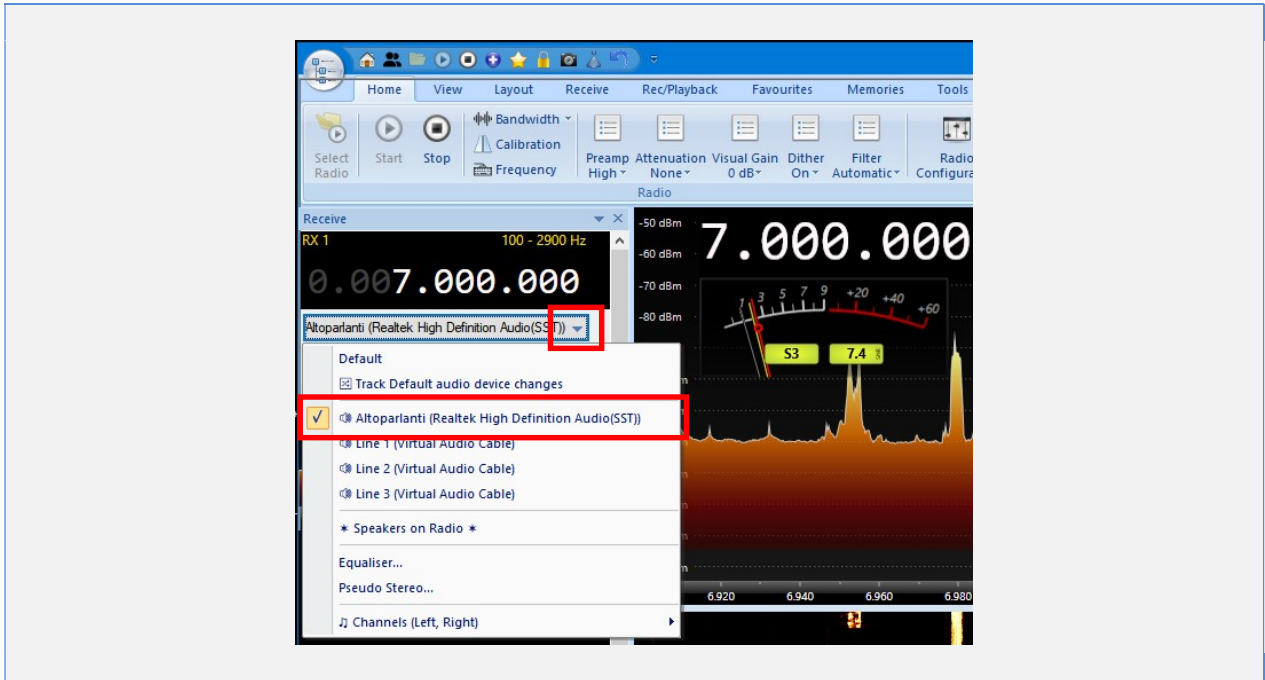 Home View Layout Receive Rec/Playback Favourites Memories Tools
Select Radio
Start
Stop
Bandwidth
Calibration
Frequency
Preamp High
Attenuation None
Visual Gain 0 dB
Dither On
Filter Automatic
Radio Configura
Radio
Receive
RX 1 100 - 2900 Hz
0.007.000.000
Altoparlanti (Realtek High Definition Audio(SST))
Default
Track Default audio device changes
Altoparlanti (Realtek High Definition Audio(SST))
Line 1 (Virtual Audio Cable)
Line 2 (Virtual Audio Cable)
Line 3 (Virtual Audio Cable)
* Speakers on Radio *
Equaliser...
Pseudo Stereo...
Channels (Left, Right)
-50 dBm
-60 dBm
-70 dBm
-80 dBm
7.000.000
1 3 5 7 9 +20 +40 +60
S3 7.4
6.920 6.940 6.960 6.980